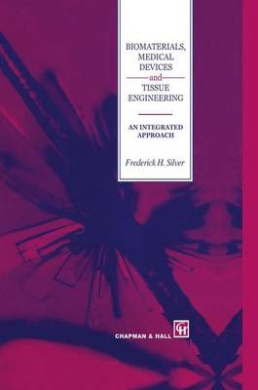 BIOMATERIALS,
MEDICAL
DEVICES
and
TISSUE
ENGINEERING
AN INTEGRATED
APPROACH
Frederick H. Silver
CHAPMAN & HALL